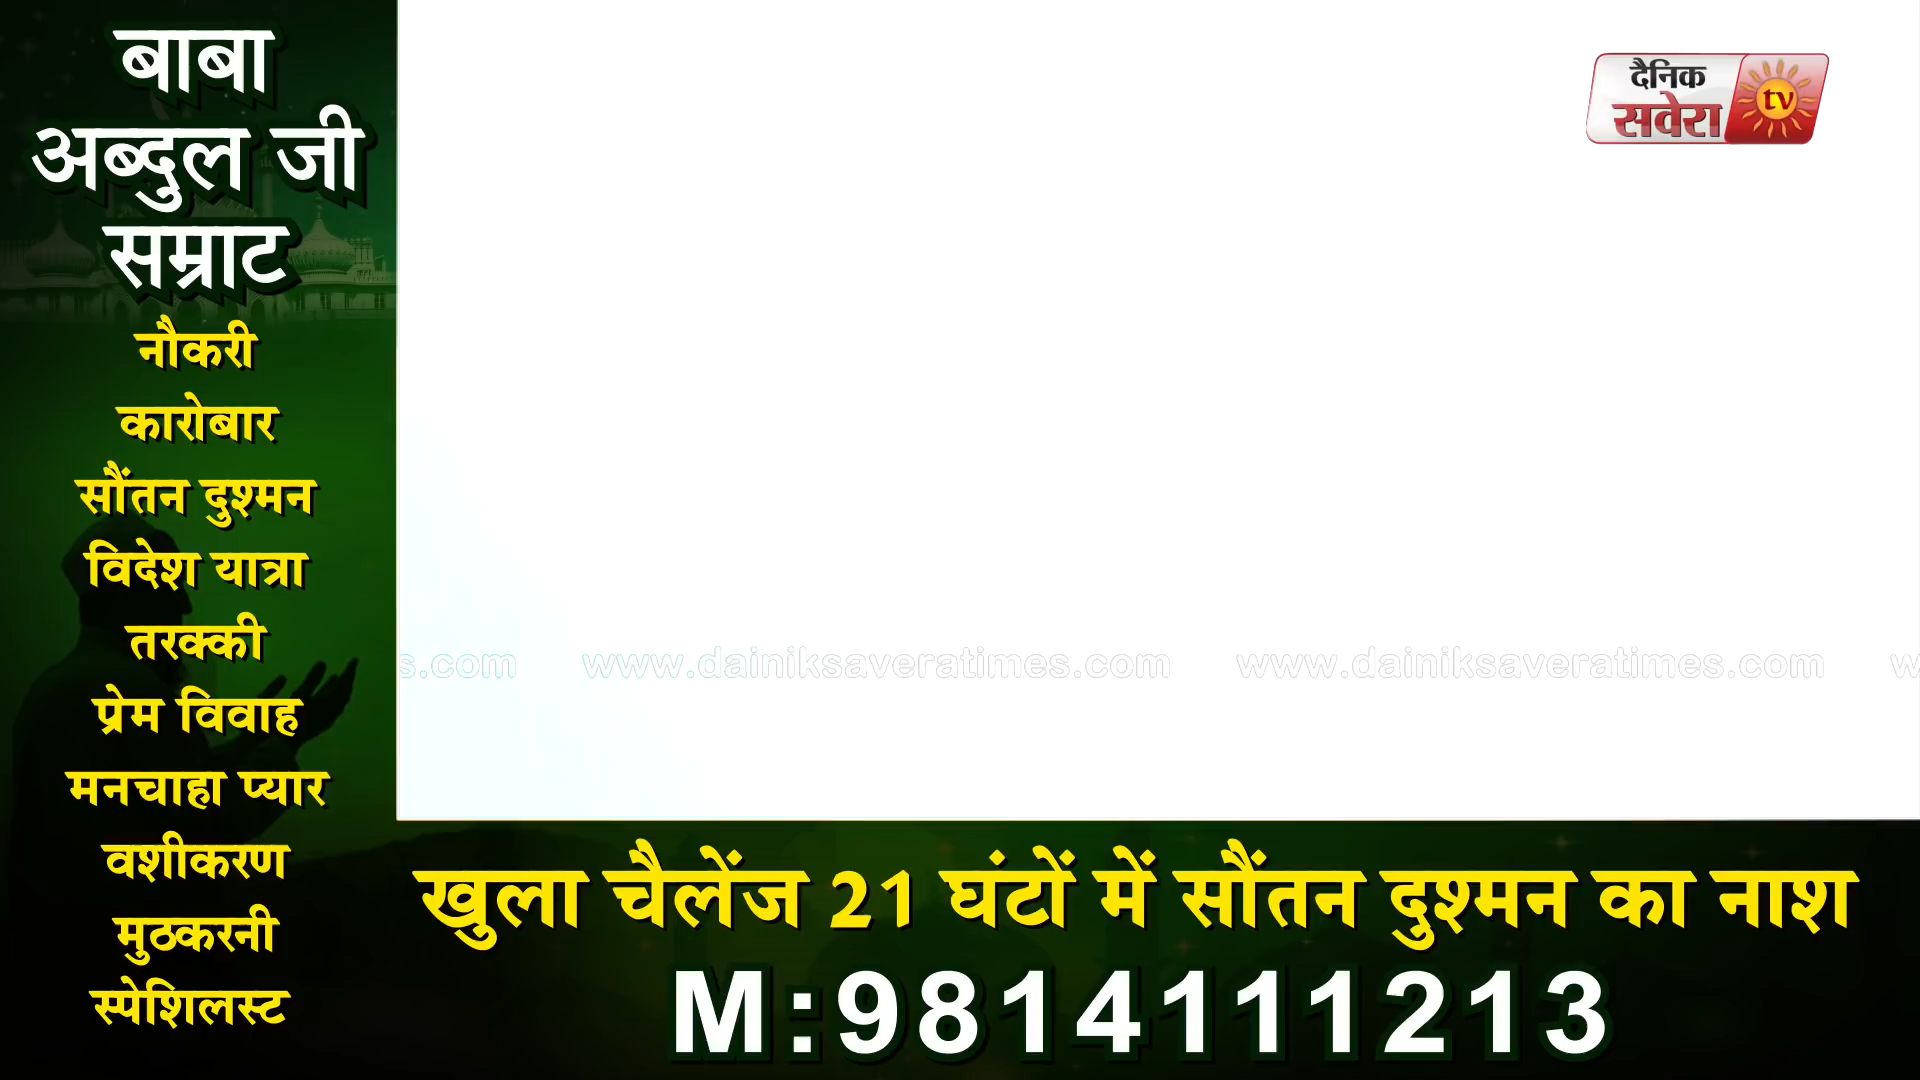 बाबा
अब्दुल जी
सम्राट
नौकरी
कारोबार
सौंतन दुश्मन
विदेश यात्रा
तरक्की
प्रेम विवाह
मनचाहा प्यार
वशीकरण
मुठकरनी
स्पेशिलस्ट
दैनिक
सवेरा tv
s.com www.dainiksaveratimes.com www.dainiksaveratimes.com w
खुला चैलेंज 21 घंटों में सौंतन दुश्मन का नाश
M:9814111213